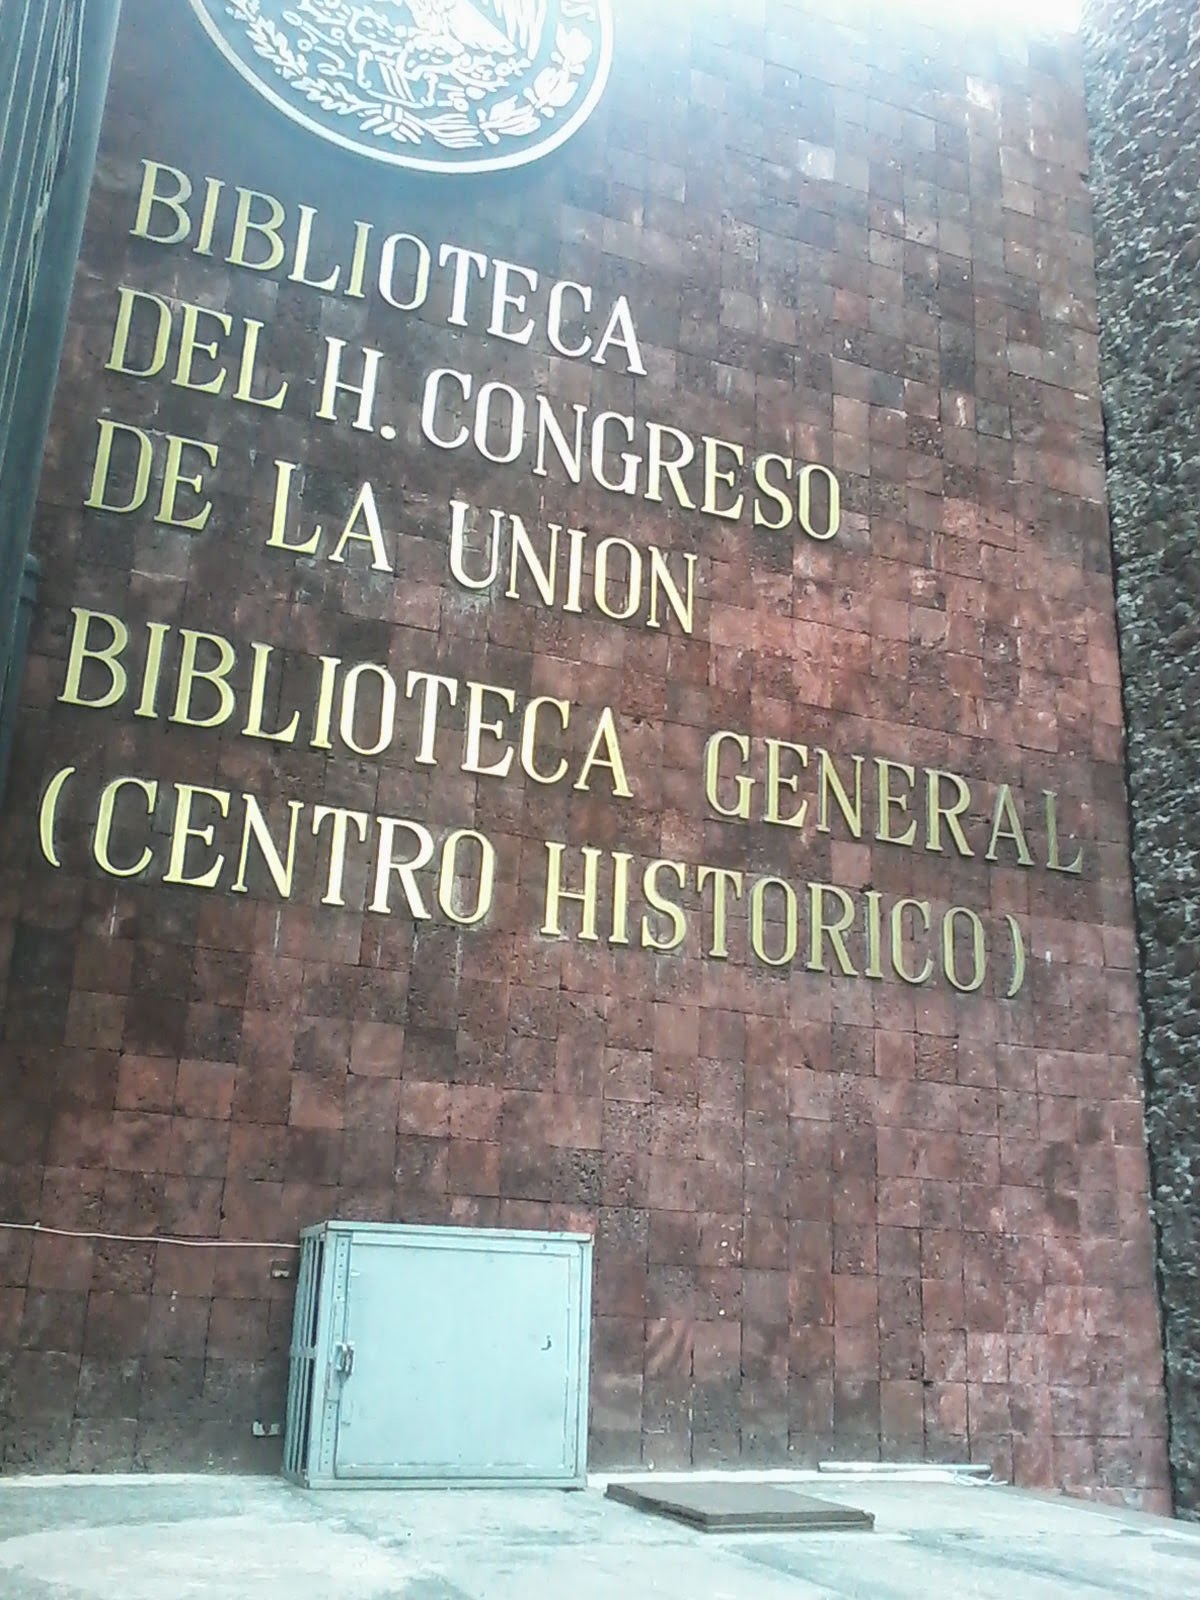 BIBLIOTECA
DEL H. CONGRESO
DE LA UNION
BIBLIOTECA GENERAL
(CENTRO HISTORICO)